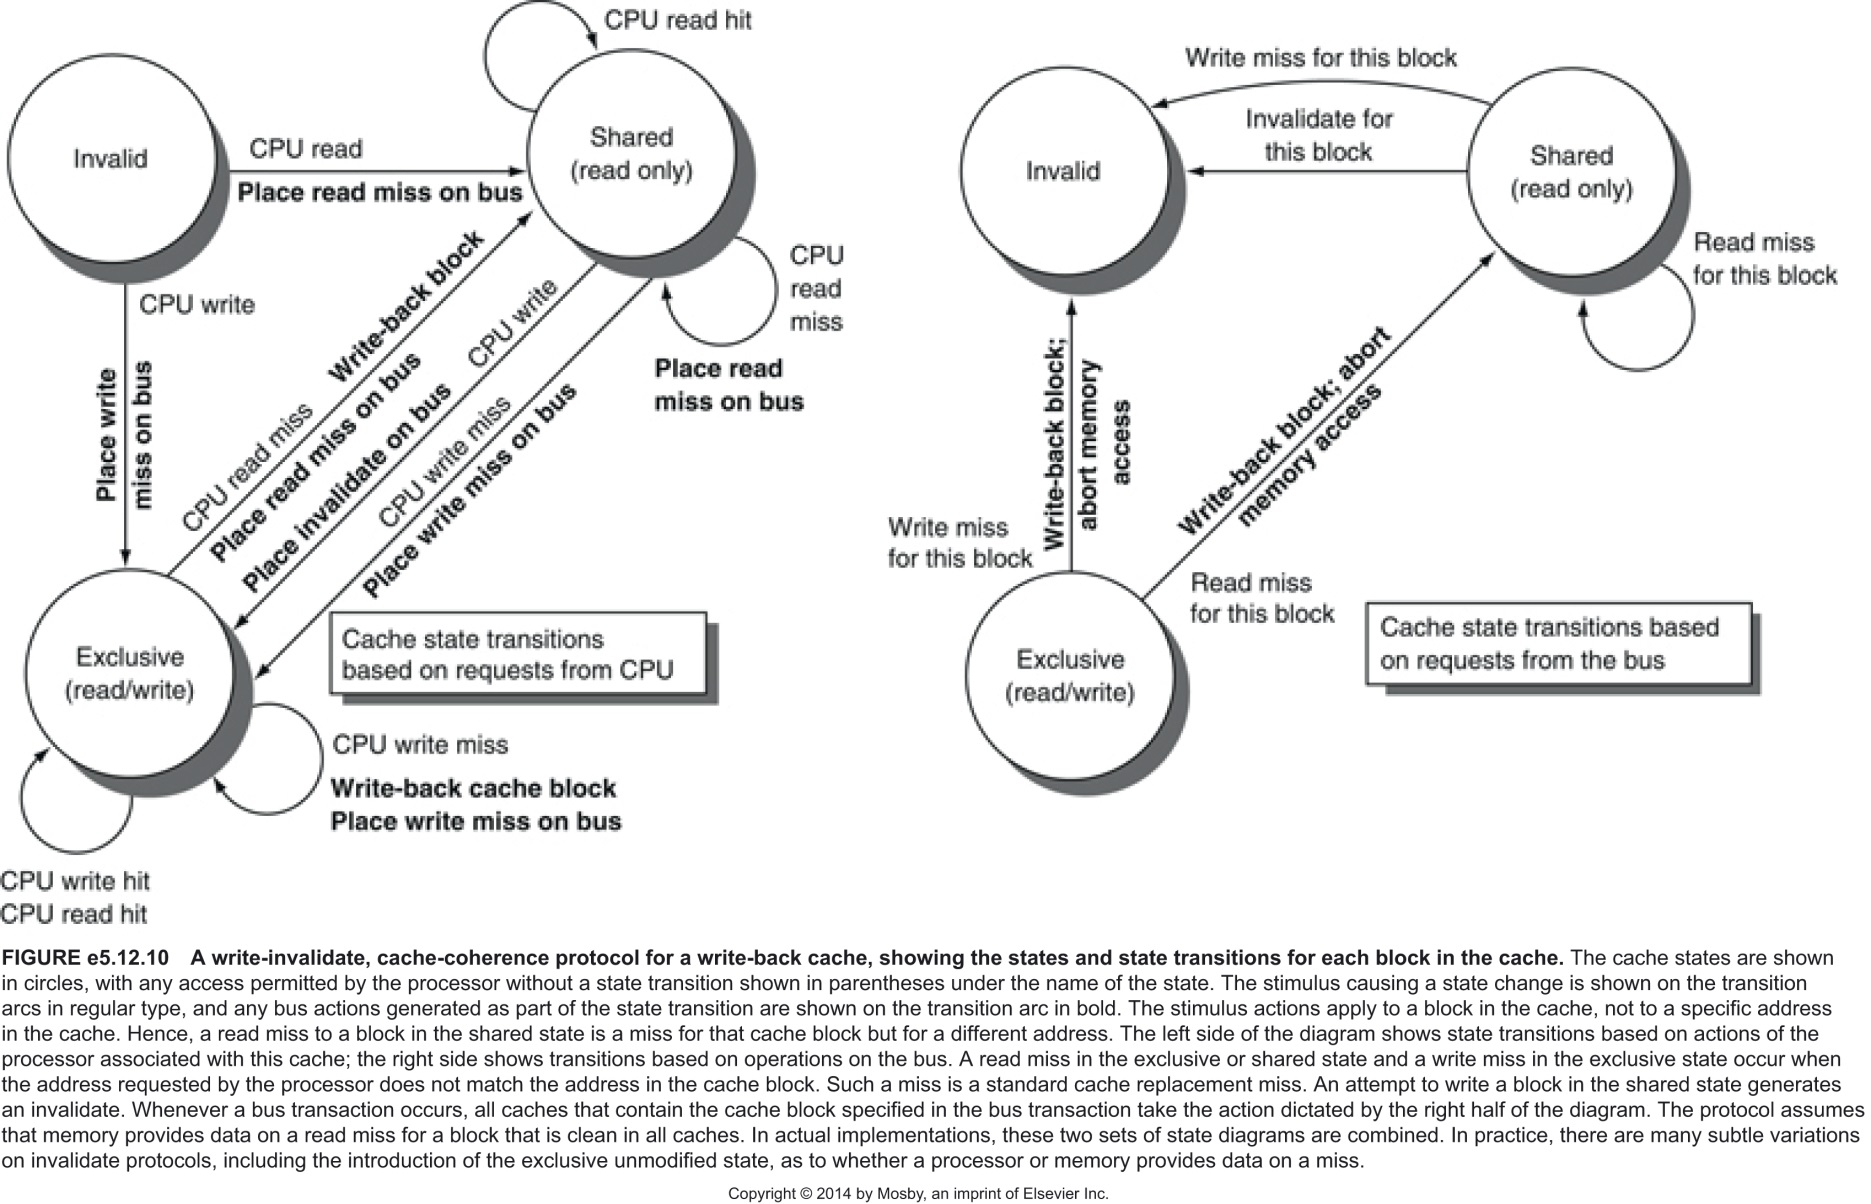 CPU read hit
Invalid
CPU read
Place read miss on bus
Shared
(read only)
CPU write
Place write
miss on bus
CPU read miss
Write-back block
Place read miss on bus
CPU write
Place invalidate on bus
CPU write miss
Place write miss on bus
CPU
read
miss
Place read
miss on bus
Exclusive
(read/write)
Cache state transitions
based on requests from CPU
CPU write miss
Write-back cache block
Place write miss on bus
CPU write hit
CPU read hit
Write miss for this block
Invalidate for
this block
Invalid
Shared
(read only)
Read miss
for this block
Write-back block;
abort memory
access
Write-back block; abort
memory access
Write miss
for this block
Read miss
for this block
Exclusive
(read/write)
Cache state transitions based
on requests from the bus
FIGURE e5.12.10 A write-invalidate, cache-coherence protocol for a write-back cache, showing the states and state transitions for each block in the cache. The cache states are shown
in circles, with any access permitted by the processor without a state transition shown in parentheses under the name of the state. The stimulus causing a state change is shown on the transition
arcs in regular type, and any bus actions generated as part of the state transition are shown on the transition arc in bold. The stimulus actions apply to a block in the cache, not to a specific address
in the cache. Hence, a read miss to a block in the shared state is a miss for that cache block but for a different address. The left side of the diagram shows state transitions based on actions of the
processor associated with this cache; the right side shows transitions based on operations on the bus. A read miss in the exclusive or shared state and a write miss in the exclusive state occur when
the address requested by the processor does not match the address in the cache block. Such a miss is a standard cache replacement miss. An attempt to write a block in the shared state generates
an invalidate. Whenever a bus transaction occurs, all caches that contain the cache block specified in the bus transaction take the action dictated by the right half of the diagram. The protocol assumes
that memory provides data on a read miss for a block that is clean in all caches. In actual implementations, these two sets of state diagrams are combined. In practice, there are many subtle variations
on invalidate protocols, including the introduction of the exclusive unmodified state, as to whether a processor or memory provides data on a miss.
Copyright © 2014 by Mosby, an imprint of Elsevier Inc.